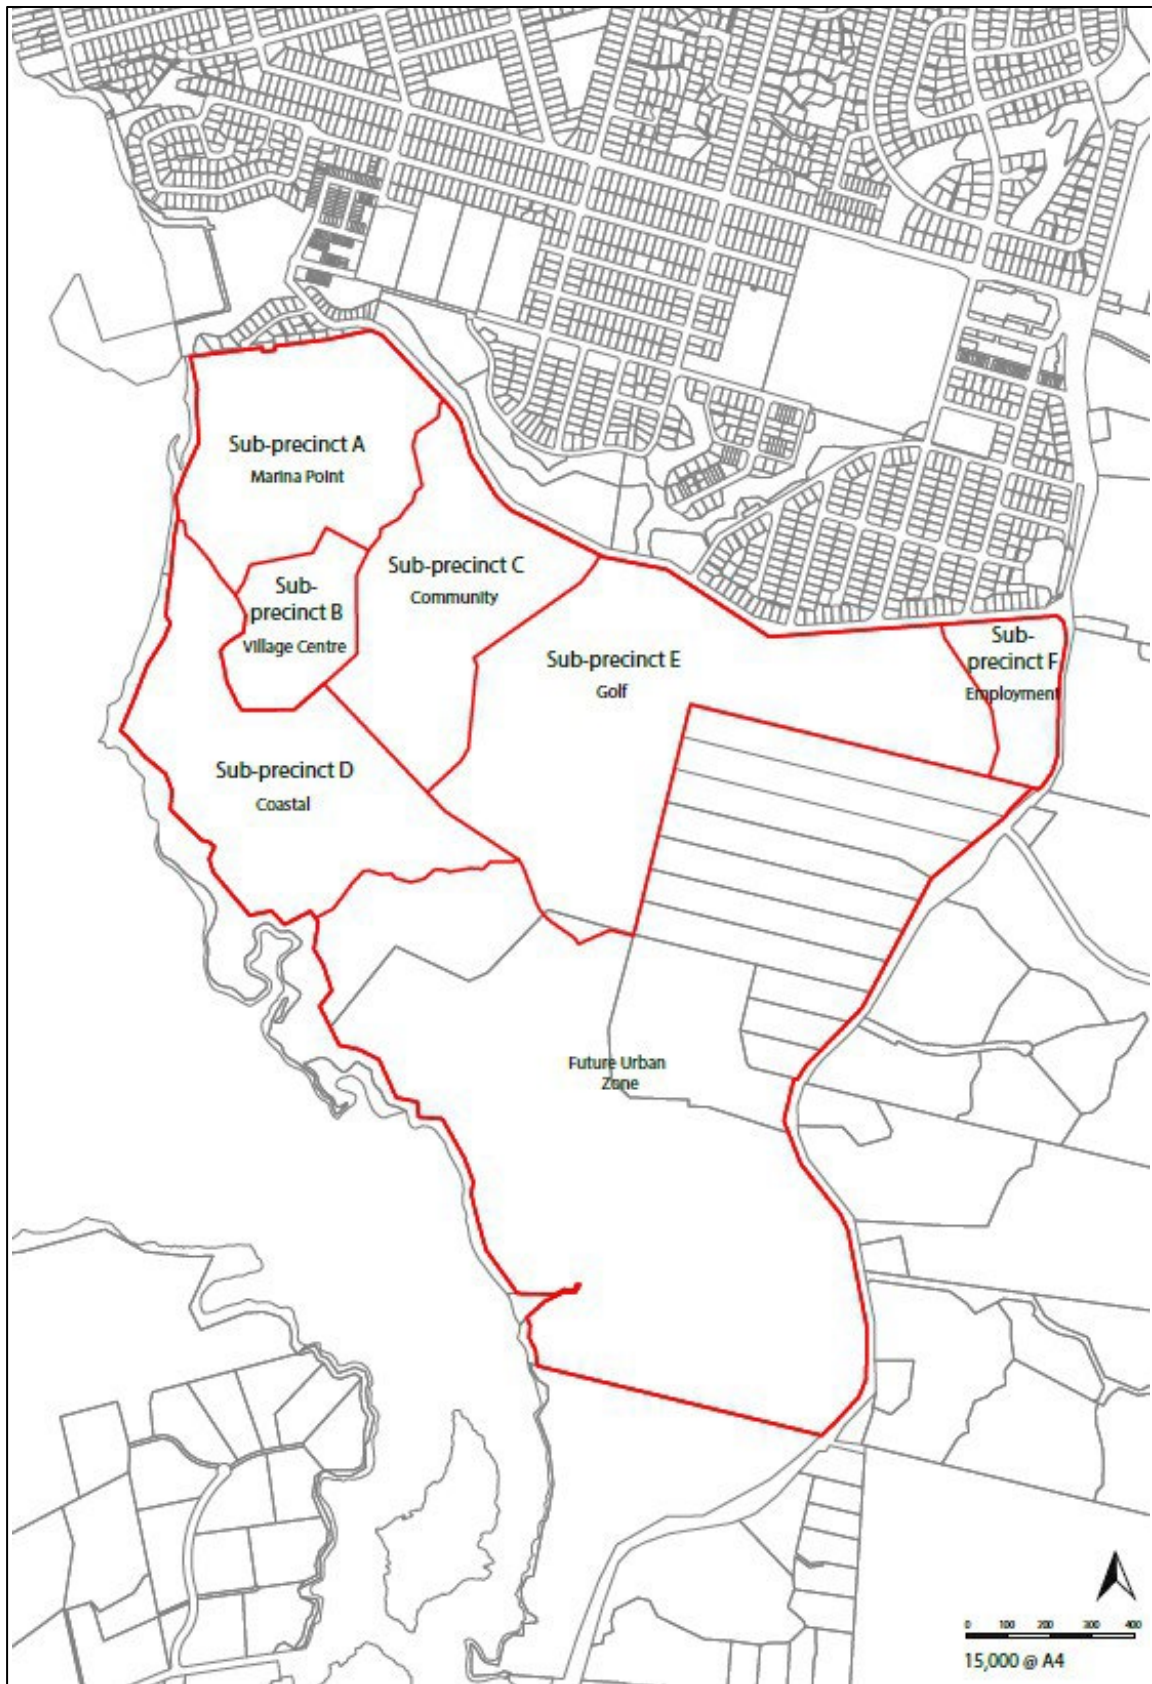 Sub-precinct A
Marina Point
Sub-precinct C
Community
Sub-
precinct B
Village Centre
Sub-precinct E
Golf
Sub-
precinct F
Employment
Sub-precinct D
Coastal
Future Urban
Zone
0 100 200 300 400
15,000 @ A4